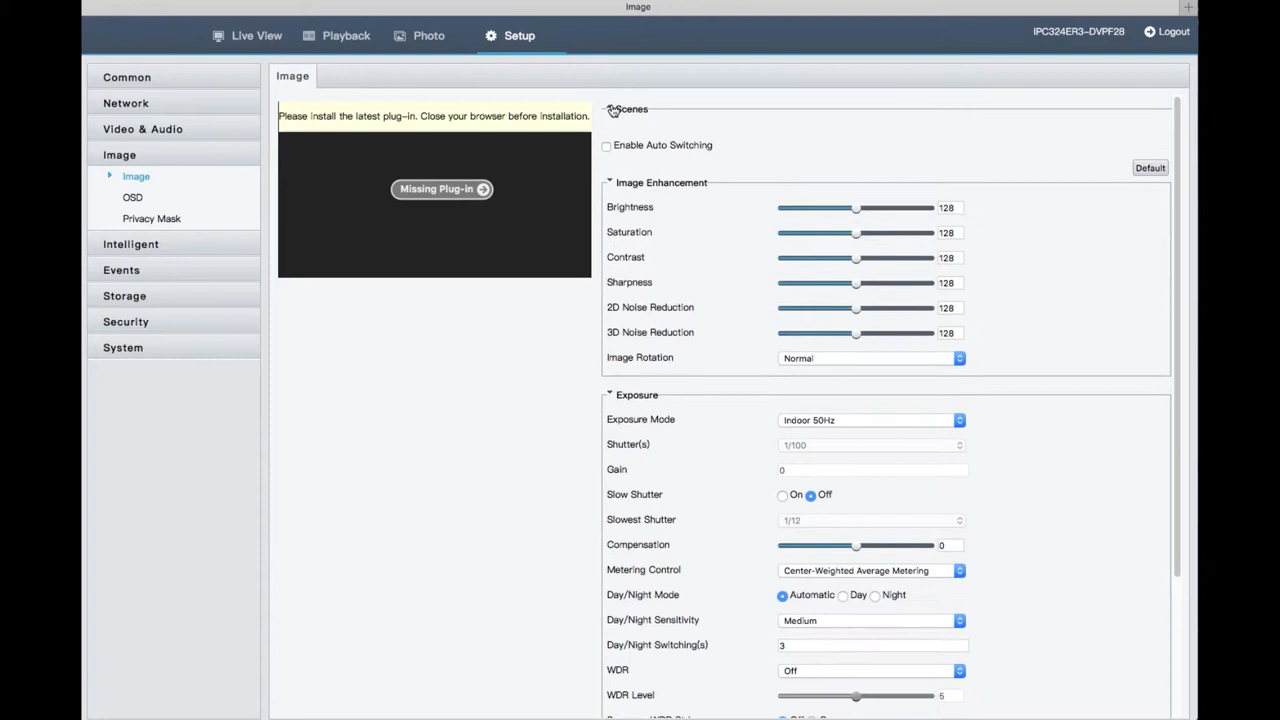 Image
Live View
Playback
Photo
Setup
IPC324ER3-DVPF28
Logout
Common
Network
Video & Audio
Image
Image
OSD
Privacy Mask
Intelligent
Events
Storage
Security
System
Image
Please install the latest plug-in. Close your browser before installation.
Missing Plug-in
Scenes
Enable Auto Switching
Default
Image Enhancement
Brightness 128
Saturation 128
Contrast 128
Sharpness 128
2D Noise Reduction 128
3D Noise Reduction 128
Image Rotation Normal
Exposure
Exposure Mode Indoor 50Hz
Shutter(s) 1/100
Gain 0
Slow Shutter On Off
Slowest Shutter 1/12
Compensation 0
Metering Control Center-Weighted Average Metering
Day/Night Mode Automatic Day Night
Day/Night Sensitivity Medium
Day/Night Switching(s) 3
WDR Off
WDR Level 5